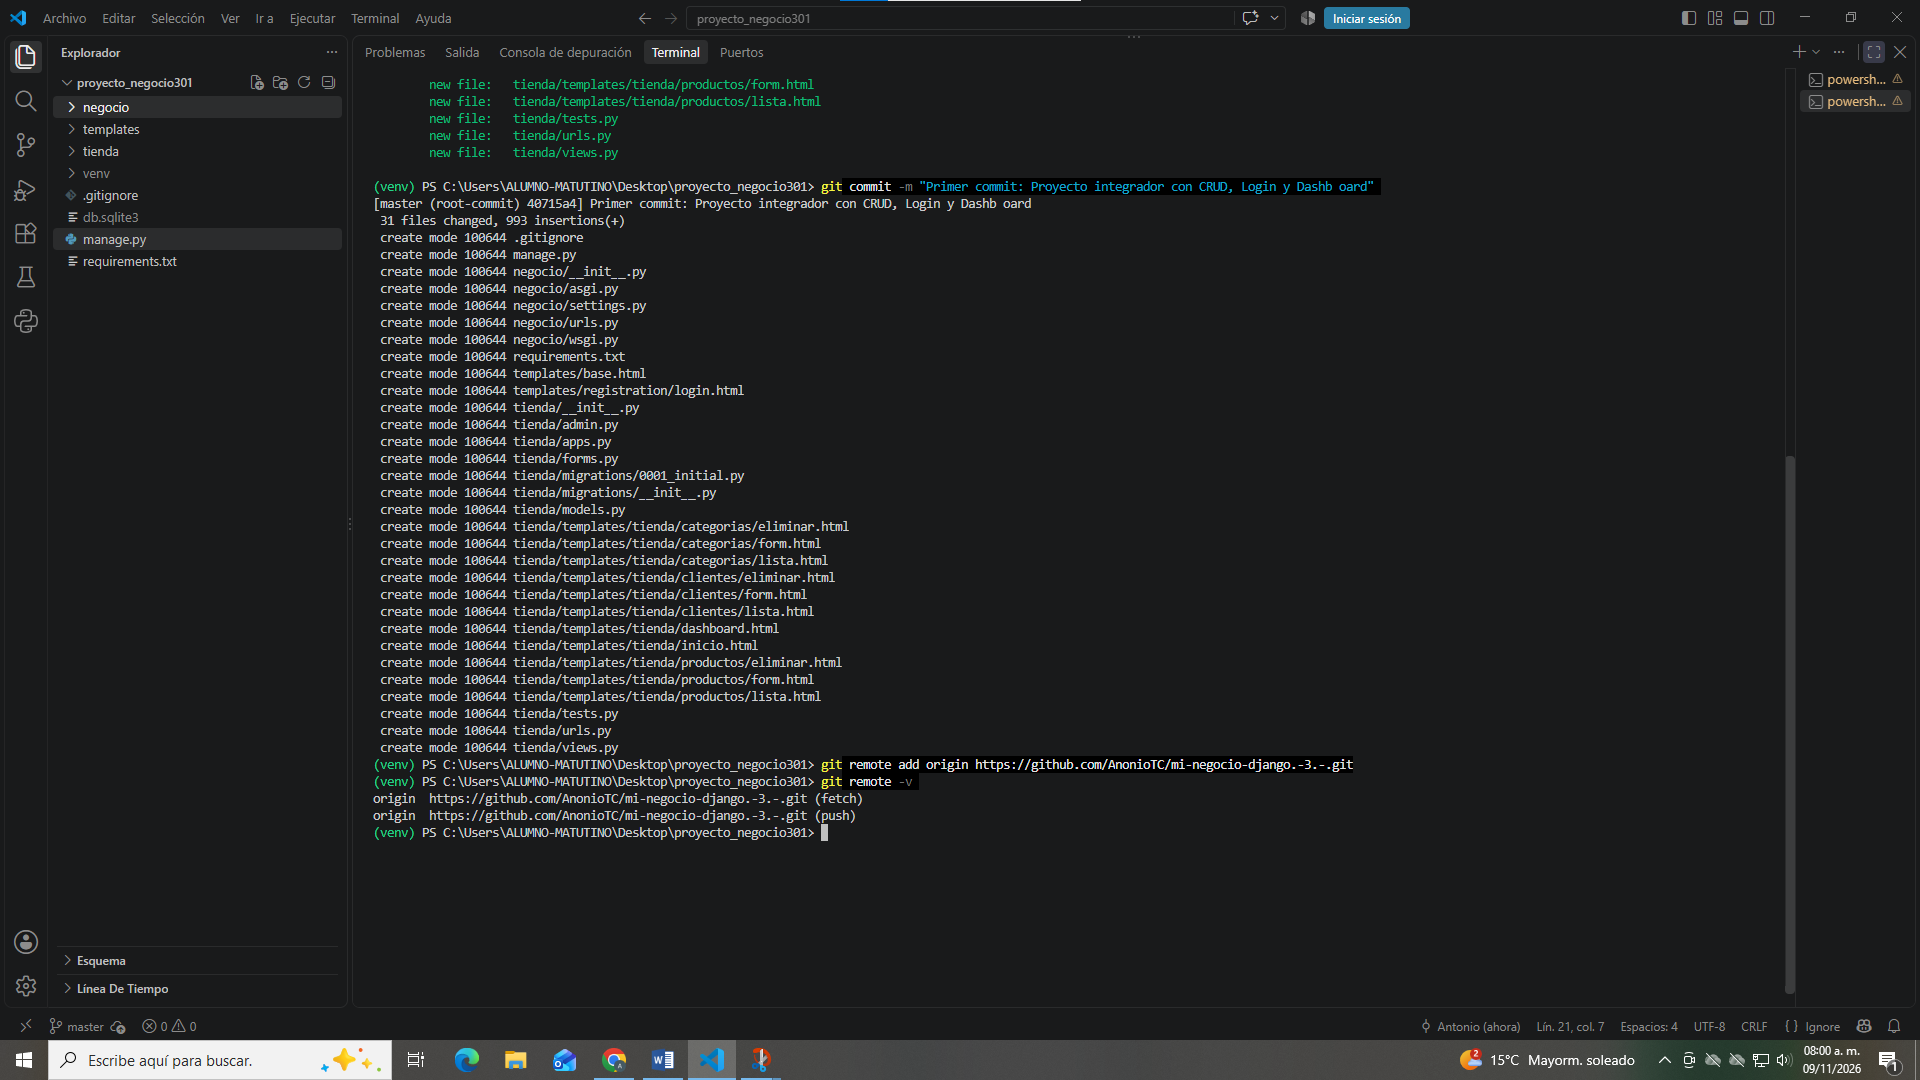 Archivo Editar Selección Ver Ir a Ejecutar Terminal Ayuda
proyecto_negocio301
Iniciar sesión
Explorador
Problemas Salida Consola de depuración Terminal Puertos
proyecto_negocio301
negocio
templates
tienda
venv
.gitignore
db.sqlite3
manage.py
requirements.txt
powersh...
powersh...
new file: tienda/templates/tienda/productos/form.html
new file: tienda/templates/tienda/productos/lista.html
new file: tienda/tests.py
new file: tienda/urls.py
new file: tienda/views.py
(venv) PS C:\Users\ALUMNO-MATUTINO\Desktop\proyecto_negocio301> git commit -m "Primer commit: Proyecto integrador con CRUD, Login y Dashb oard"
[master (root-commit) 40715a4] Primer commit: Proyecto integrador con CRUD, Login y Dashb oard
31 files changed, 993 insertions(+)
create mode 100644 .gitignore
create mode 100644 manage.py
create mode 100644 negocio/__init__.py
create mode 100644 negocio/asgi.py
create mode 100644 negocio/settings.py
create mode 100644 negocio/urls.py
create mode 100644 negocio/wsgi.py
create mode 100644 requirements.txt
create mode 100644 templates/base.html
create mode 100644 templates/registration/login.html
create mode 100644 tienda/__init__.py
create mode 100644 tienda/admin.py
create mode 100644 tienda/apps.py
create mode 100644 tienda/forms.py
create mode 100644 tienda/migrations/0001_initial.py
create mode 100644 tienda/migrations/__init__.py
create mode 100644 tienda/models.py
create mode 100644 tienda/templates/tienda/categorias/eliminar.html
create mode 100644 tienda/templates/tienda/categorias/form.html
create mode 100644 tienda/templates/tienda/categorias/lista.html
create mode 100644 tienda/templates/tienda/clientes/eliminar.html
create mode 100644 tienda/templates/tienda/clientes/form.html
create mode 100644 tienda/templates/tienda/clientes/lista.html
create mode 100644 tienda/templates/tienda/dashboard.html
create mode 100644 tienda/templates/tienda/inicio.html
create mode 100644 tienda/templates/tienda/productos/eliminar.html
create mode 100644 tienda/templates/tienda/productos/form.html
create mode 100644 tienda/templates/tienda/productos/lista.html
create mode 100644 tienda/tests.py
create mode 100644 tienda/urls.py
create mode 100644 tienda/views.py
(venv) PS C:\Users\ALUMNO-MATUTINO\Desktop\proyecto_negocio301> git remote add origin https://github.com/AnonioTC/mi-negocio-django.-3.-.git
(venv) PS C:\Users\ALUMNO-MATUTINO\Desktop\proyecto_negocio301> git remote -v
origin https://github.com/AnonioTC/mi-negocio-django.-3.-.git (fetch)
origin https://github.com/AnonioTC/mi-negocio-django.-3.-.git (push)
(venv) PS C:\Users\ALUMNO-MATUTINO\Desktop\proyecto_negocio301>
Esquema
Línea De Tiempo
master 0 0
Antonio (ahora) Lín. 21, col. 7 Espacios: 4 UTF-8 CRLF { } Ignore
Escribe aquí para buscar.
2 15°C Mayorm. soleado
08:00 a. m.
09/11/2026
1